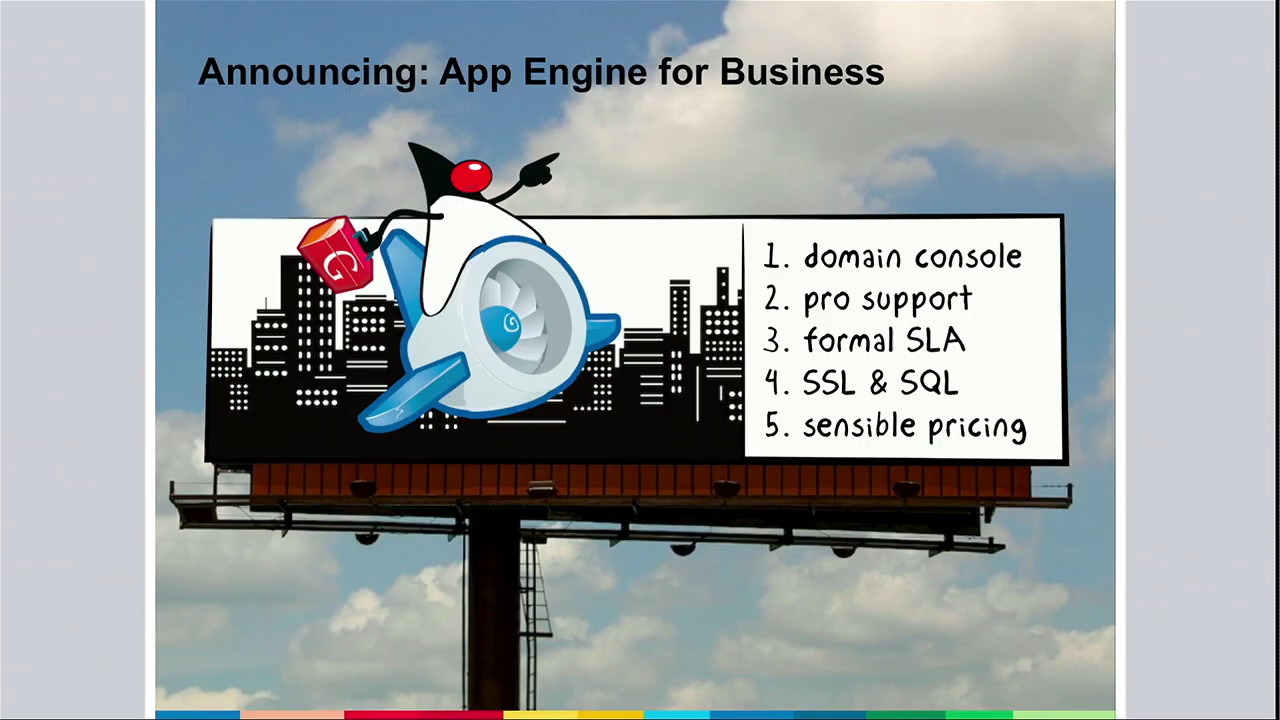 Announcing: App Engine for Business
G
1. domain console
2. pro support
3. formal SLA
4. SSL & SQL
5. sensible pricing